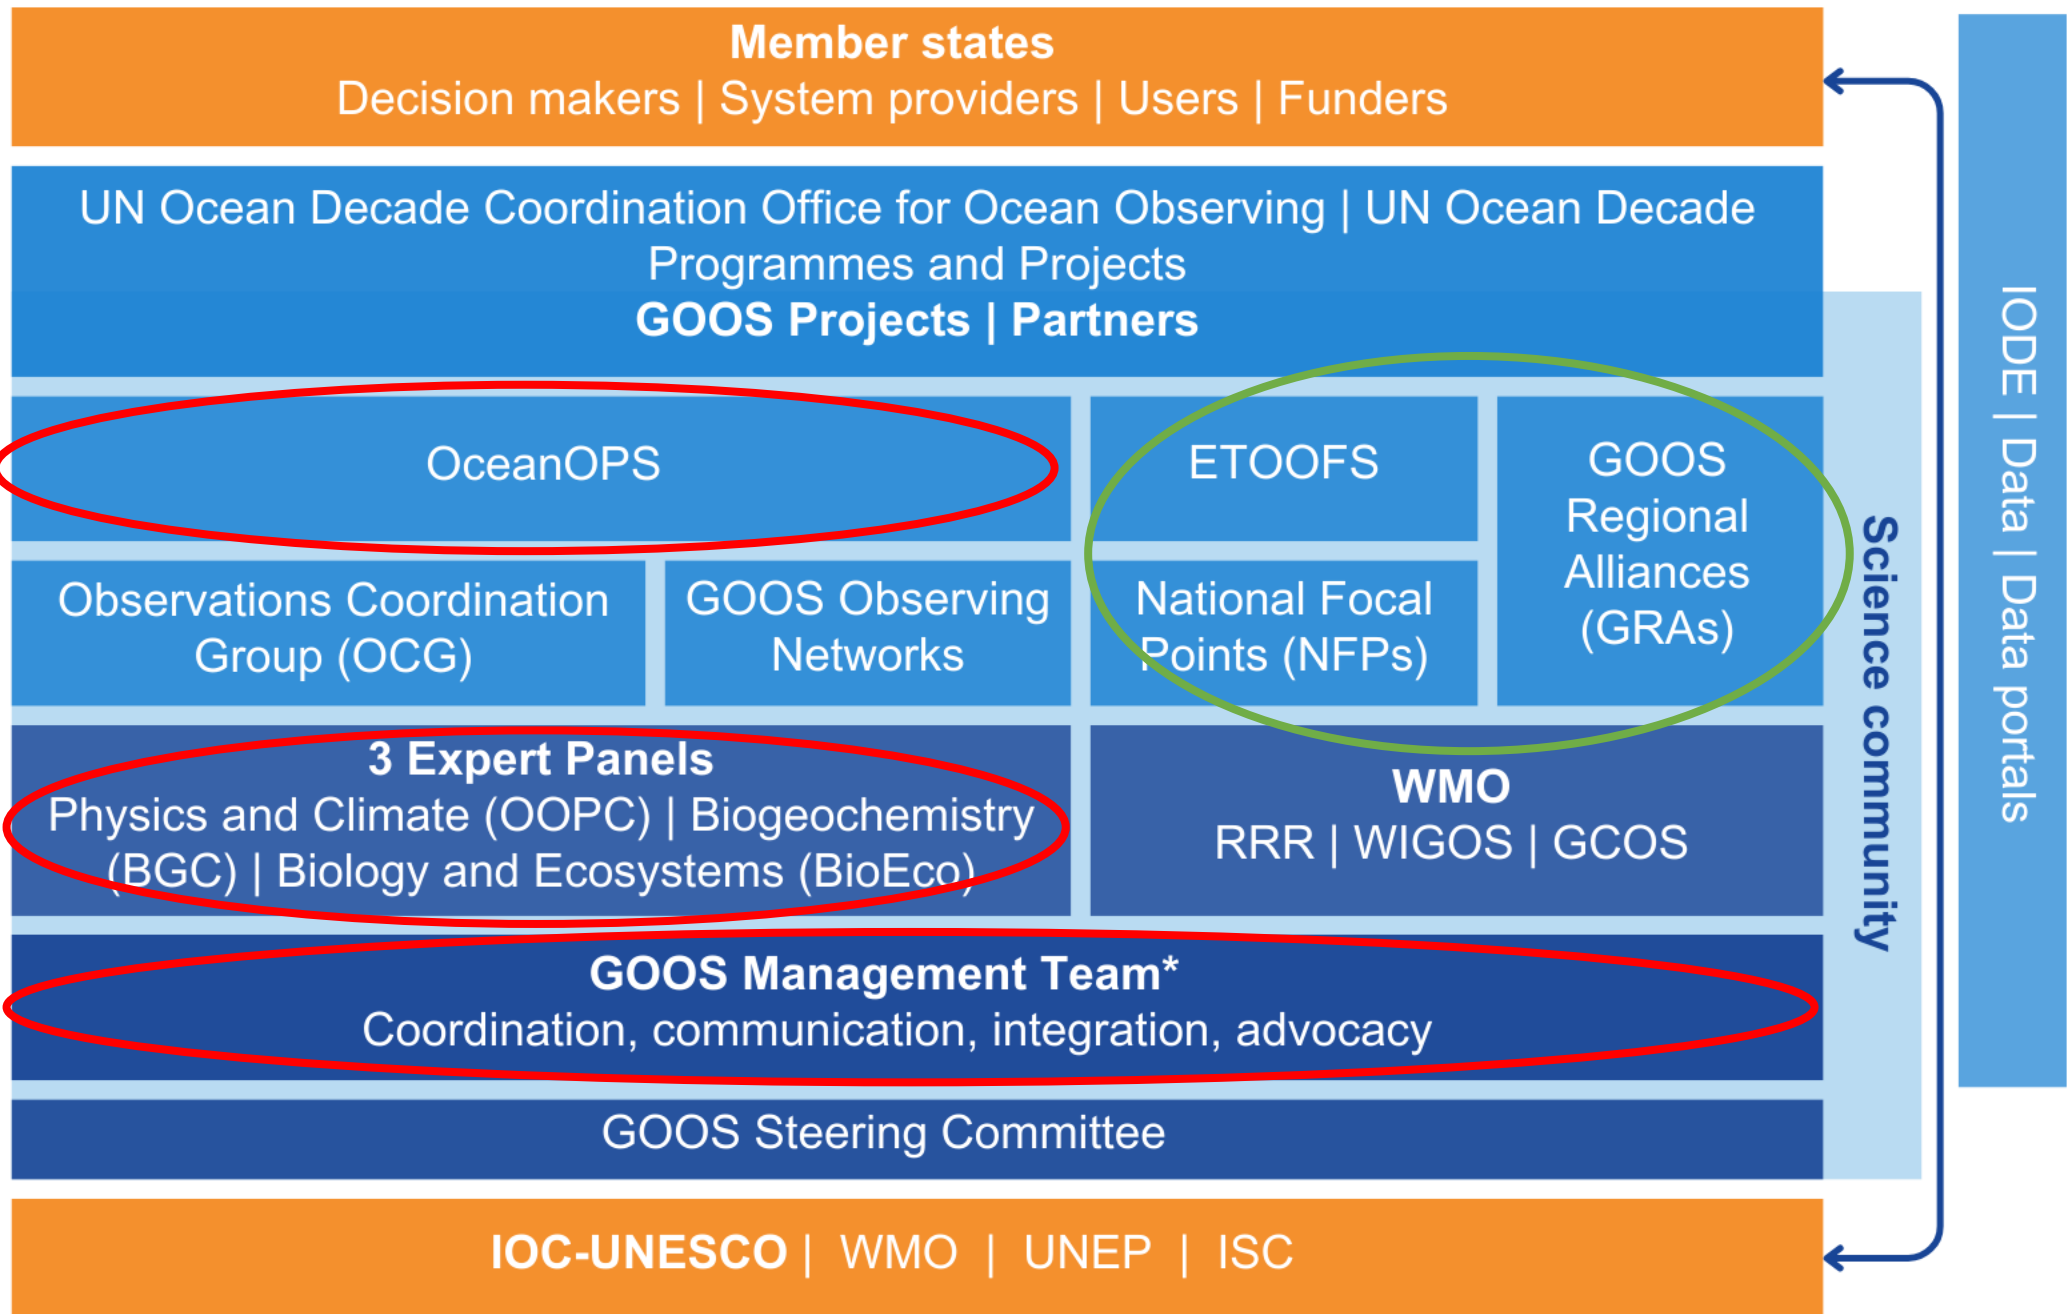 Member states
Decision makers | System providers | Users | Funders
UN Ocean Decade Coordination Office for Ocean Observing | UN Ocean Decade
Programmes and Projects
GOOS Projects | Partners
OceanOPS
ETOOFS
GOOS
Regional
Alliances
(GRAs)
Observations Coordination
Group (OCG)
GOOS Observing
Networks
National Focal
Points (NFPs)
3 Expert Panels
Physics and Climate (OOPC) | Biogeochemistry
(BGC) | Biology and Ecosystems (BioEco)
WMO
RRR | WIGOS | GCOS
GOOS Management Team*
Coordination, communication, integration, advocacy
GOOS Steering Committee
IOC-UNESCO | WMO | UNEP | ISC
Science community
IODE | Data | Data portals